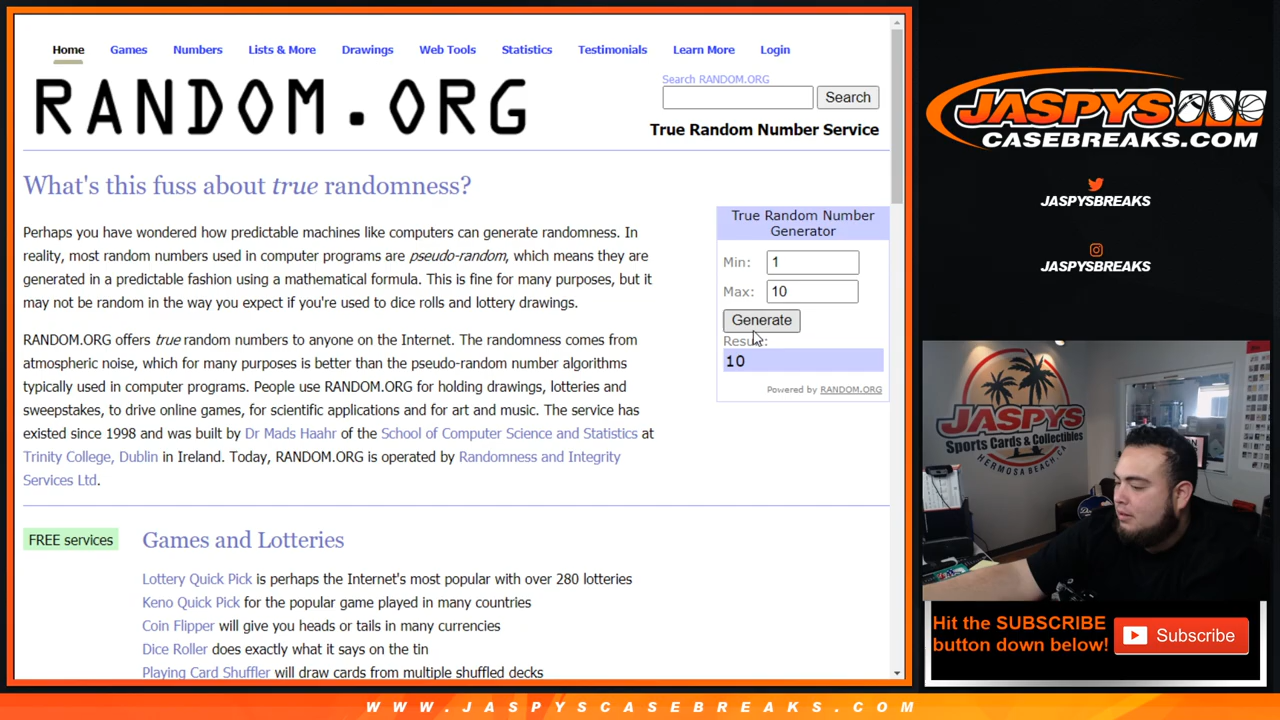 Home Games Numbers Lists & More Drawings Web Tools Statistics Testimonials Learn More Login
RANDOM.ORG
Search RANDOM.ORG
Search
True Random Number Service
What's this fuss about true randomness?
Perhaps you have wondered how predictable machines like computers can generate randomness. In
reality, most random numbers used in computer programs are pseudo-random, which means they are
generated in a predictable fashion using a mathematical formula. This is fine for many purposes, but it
may not be random in the way you expect if you're used to dice rolls and lottery drawings.
RANDOM.ORG offers true random numbers to anyone on the Internet. The randomness comes from
atmospheric noise, which for many purposes is better than the pseudo-random number algorithms
typically used in computer programs. People use RANDOM.ORG for holding drawings, lotteries and
sweepstakes, to drive online games, for scientific applications and for art and music. The service has
existed since 1998 and was built by Dr Mads Haahr of the School of Computer Science and Statistics at
Trinity College, Dublin in Ireland. Today, RANDOM.ORG is operated by Randomness and Integrity
Services Ltd.
True Random Number
Generator
Min: 1
Max: 10
Generate
Result:
10
Powered by RANDOM.ORG
FREE services
Games and Lotteries
Lottery Quick Pick is perhaps the Internet's most popular with over 280 lotteries
Keno Quick Pick for the popular game played in many countries
Coin Flipper will give you heads or tails in many currencies
Dice Roller does exactly what it says on the tin
Playing Card Shuffler will draw cards from multiple shuffled decks
JASPYS
CASEBREAKS.COM
JASPYSBREAKS
JASPYSBREAKS
JASPYS
Sports Cards & Collectibles
HERMOSA BEACH, CA
Hit the SUBSCRIBE
button down below!
Subscribe
WWW.JASPYSCASEBREAKS.COM